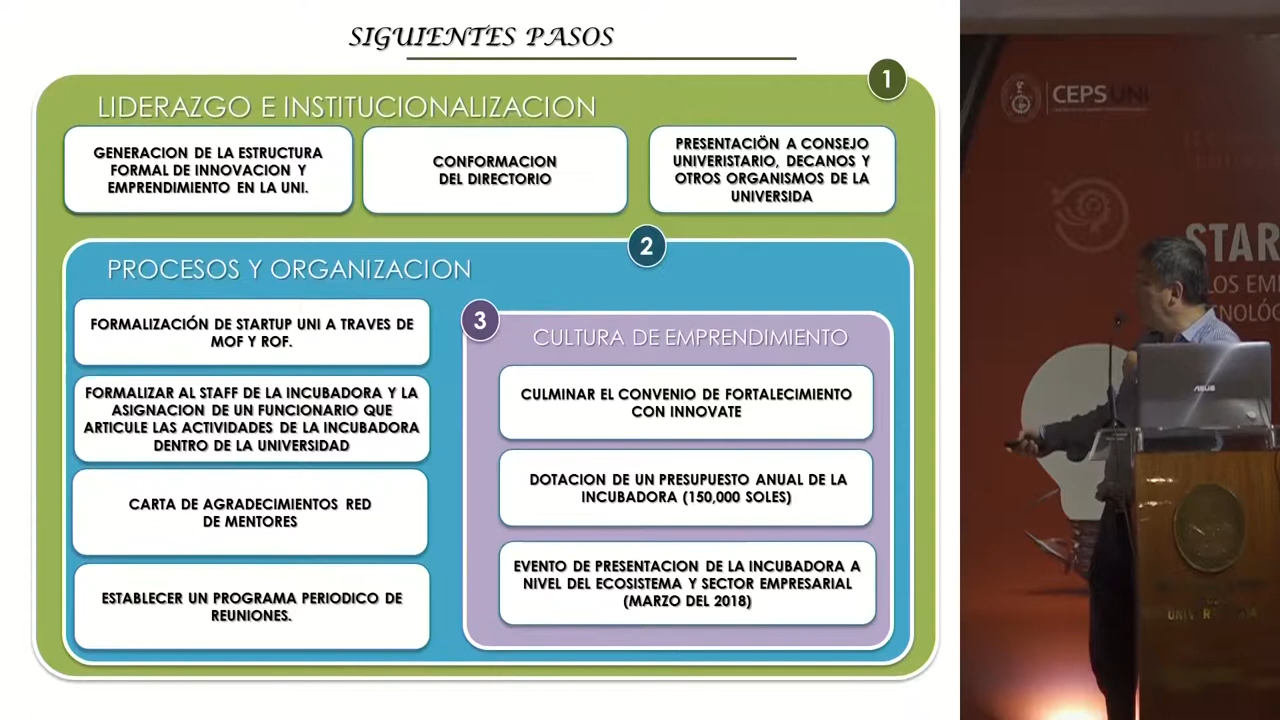 SIGUIENTES PASOS
1
LIDERAZGO E INSTITUCIONALIZACION
GENERACION DE LA ESTRUCTURA
FORMAL DE INNOVACION Y
EMPRENDIMIENTO EN LA UNI.
CONFORMACION
DEL DIRECTORIO
PRESENTACIÖN A CONSEJO
UNIVERISTARIO, DECANOS Y
OTROS ORGANISMOS DE LA
UNIVERSIDA
2
PROCESOS Y ORGANIZACION
FORMALIZACIÓN DE STARTUP UNI A TRAVES DE
MOF Y ROF.
FORMALIZAR AL STAFF DE LA INCUBADORA Y LA
ASIGNACION DE UN FUNCIONARIO QUE
ARTICULE LAS ACTIVIDADES DE LA INCUBADORA
DENTRO DE LA UNIVERSIDAD
CARTA DE AGRADECIMIENTOS RED
DE MENTORES
ESTABLECER UN PROGRAMA PERIODICO DE
REUNIONES.
3
CULTURA DE EMPRENDIMIENTO
CULMINAR EL CONVENIO DE FORTALECIMIENTO
CON INNOVATE
DOTACION DE UN PRESUPUESTO ANUAL DE LA
INCUBADORA (150,000 SOLES)
EVENTO DE PRESENTACION DE LA INCUBADORA A
NIVEL DEL ECOSISTEMA Y SECTOR EMPRESARIAL
(MARZO DEL 2018)
CEPS UNI
STAR
LOS EM
TECNOLÓG
ASUS